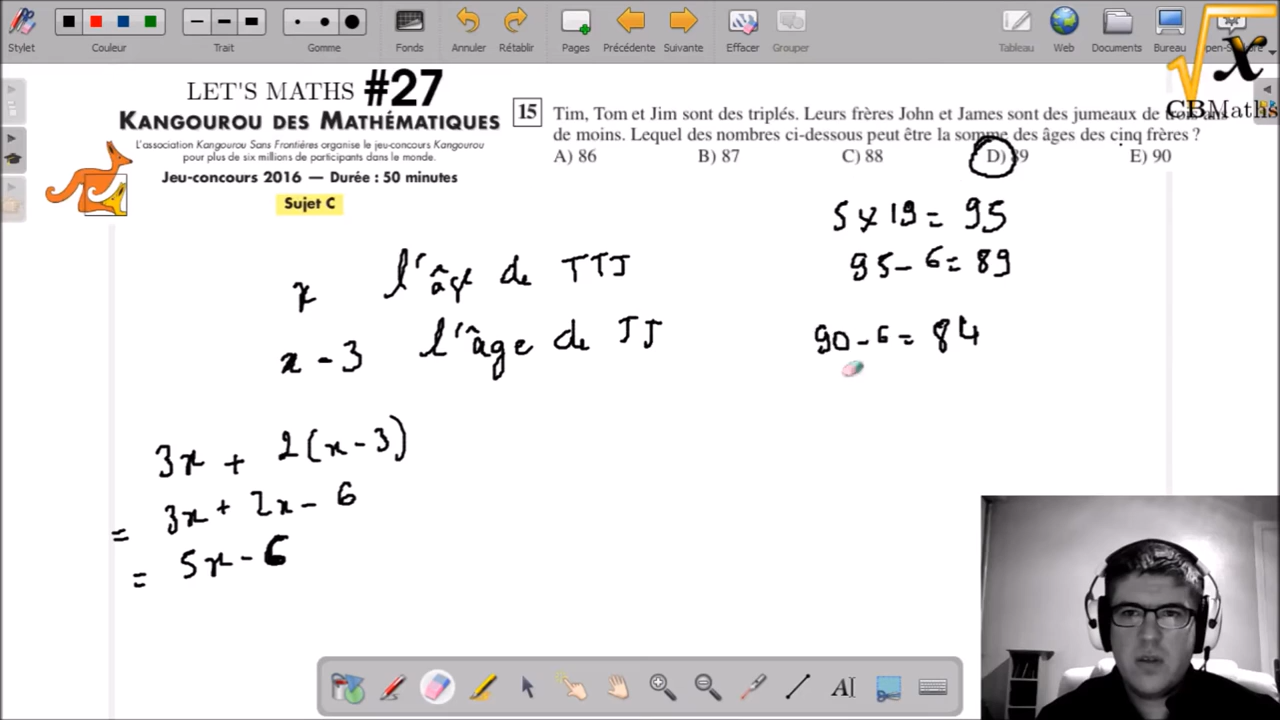 Couleur Trait Gomme
Stylet Fonds Annuler Rétablir Pages Précédente Suivante Effacer Grouper Tableau Web Documents Bureau
LET'S MATHS #27
KANGOUROU DES MATHÉMATIQUES
L'association Kangourou Sans Frontières organise le jeu-concours Kangourou
pour plus de six millions de participants dans le monde.
Jeu-concours 2016 — Durée : 50 minutes
Sujet C
CBMaths
15 Tim, Tom et Jim sont des triplés. Leurs frères John et James sont des jumeaux de trois ans
de moins. Lequel des nombres ci-dessous peut être la somme des âges des cinq frères ?
A) 86 B) 87 C) 88 D) 89 E) 90
x l'âge de TTJ
x - 3 l'âge de JJ
3x + 2(x-3)
= 3x + 2x - 6
= 5x - 6
5 x 19 = 95
95 - 6 = 89
90 - 6 = 84
AI